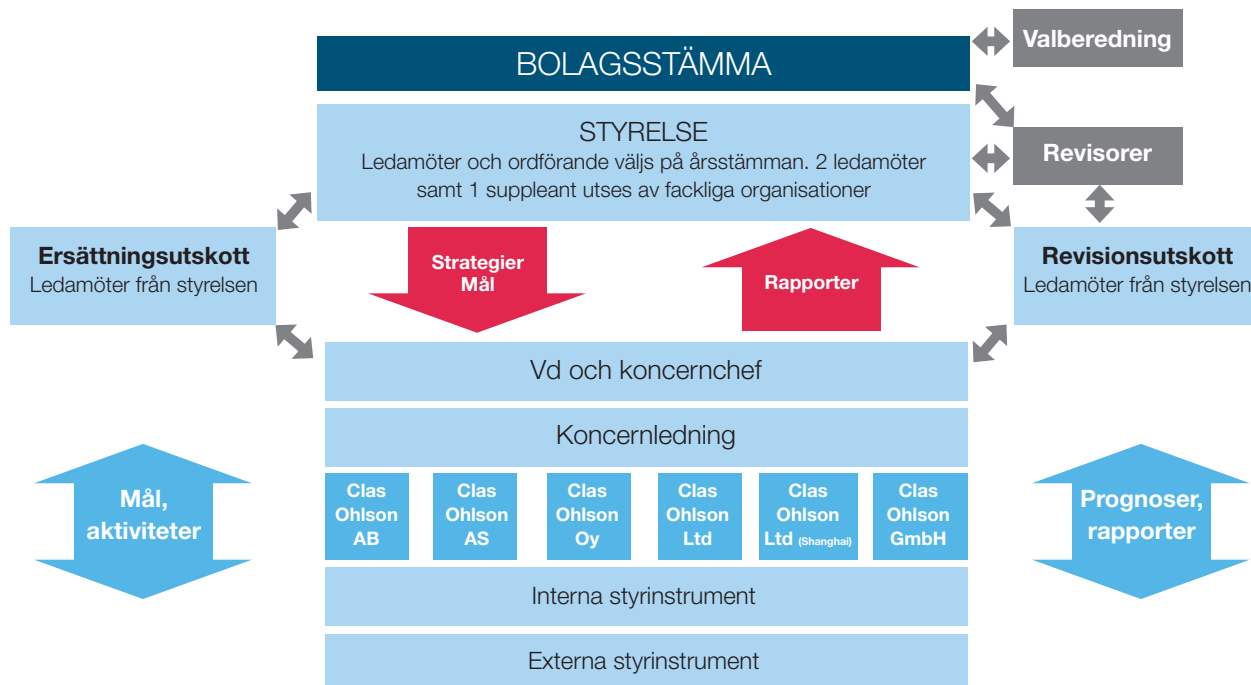 Valberedning
BOLAGSSTÄMMA
STYRELSE
Ledamöter och ordförande väljs på årsstämman. 2 ledamöter
samt 1 suppleant utses av fackliga organisationer
Revisorer
Ersättningsutskott
Ledamöter från styrelsen
Strategier
Mål
Rapporter
Revisionsutskott
Ledamöter från styrelsen
Vd och koncernchef
Koncernledning
Mål,
aktiviteter
Clas
Ohlson
AB
Clas
Ohlson
AS
Clas
Ohlson
Oy
Clas
Ohlson
Ltd
Clas
Ohlson
Ltd (Shanghai)
Clas
Ohlson
GmbH
Prognoser,
rapporter
Interna styrinstrument
Externa styrinstrument